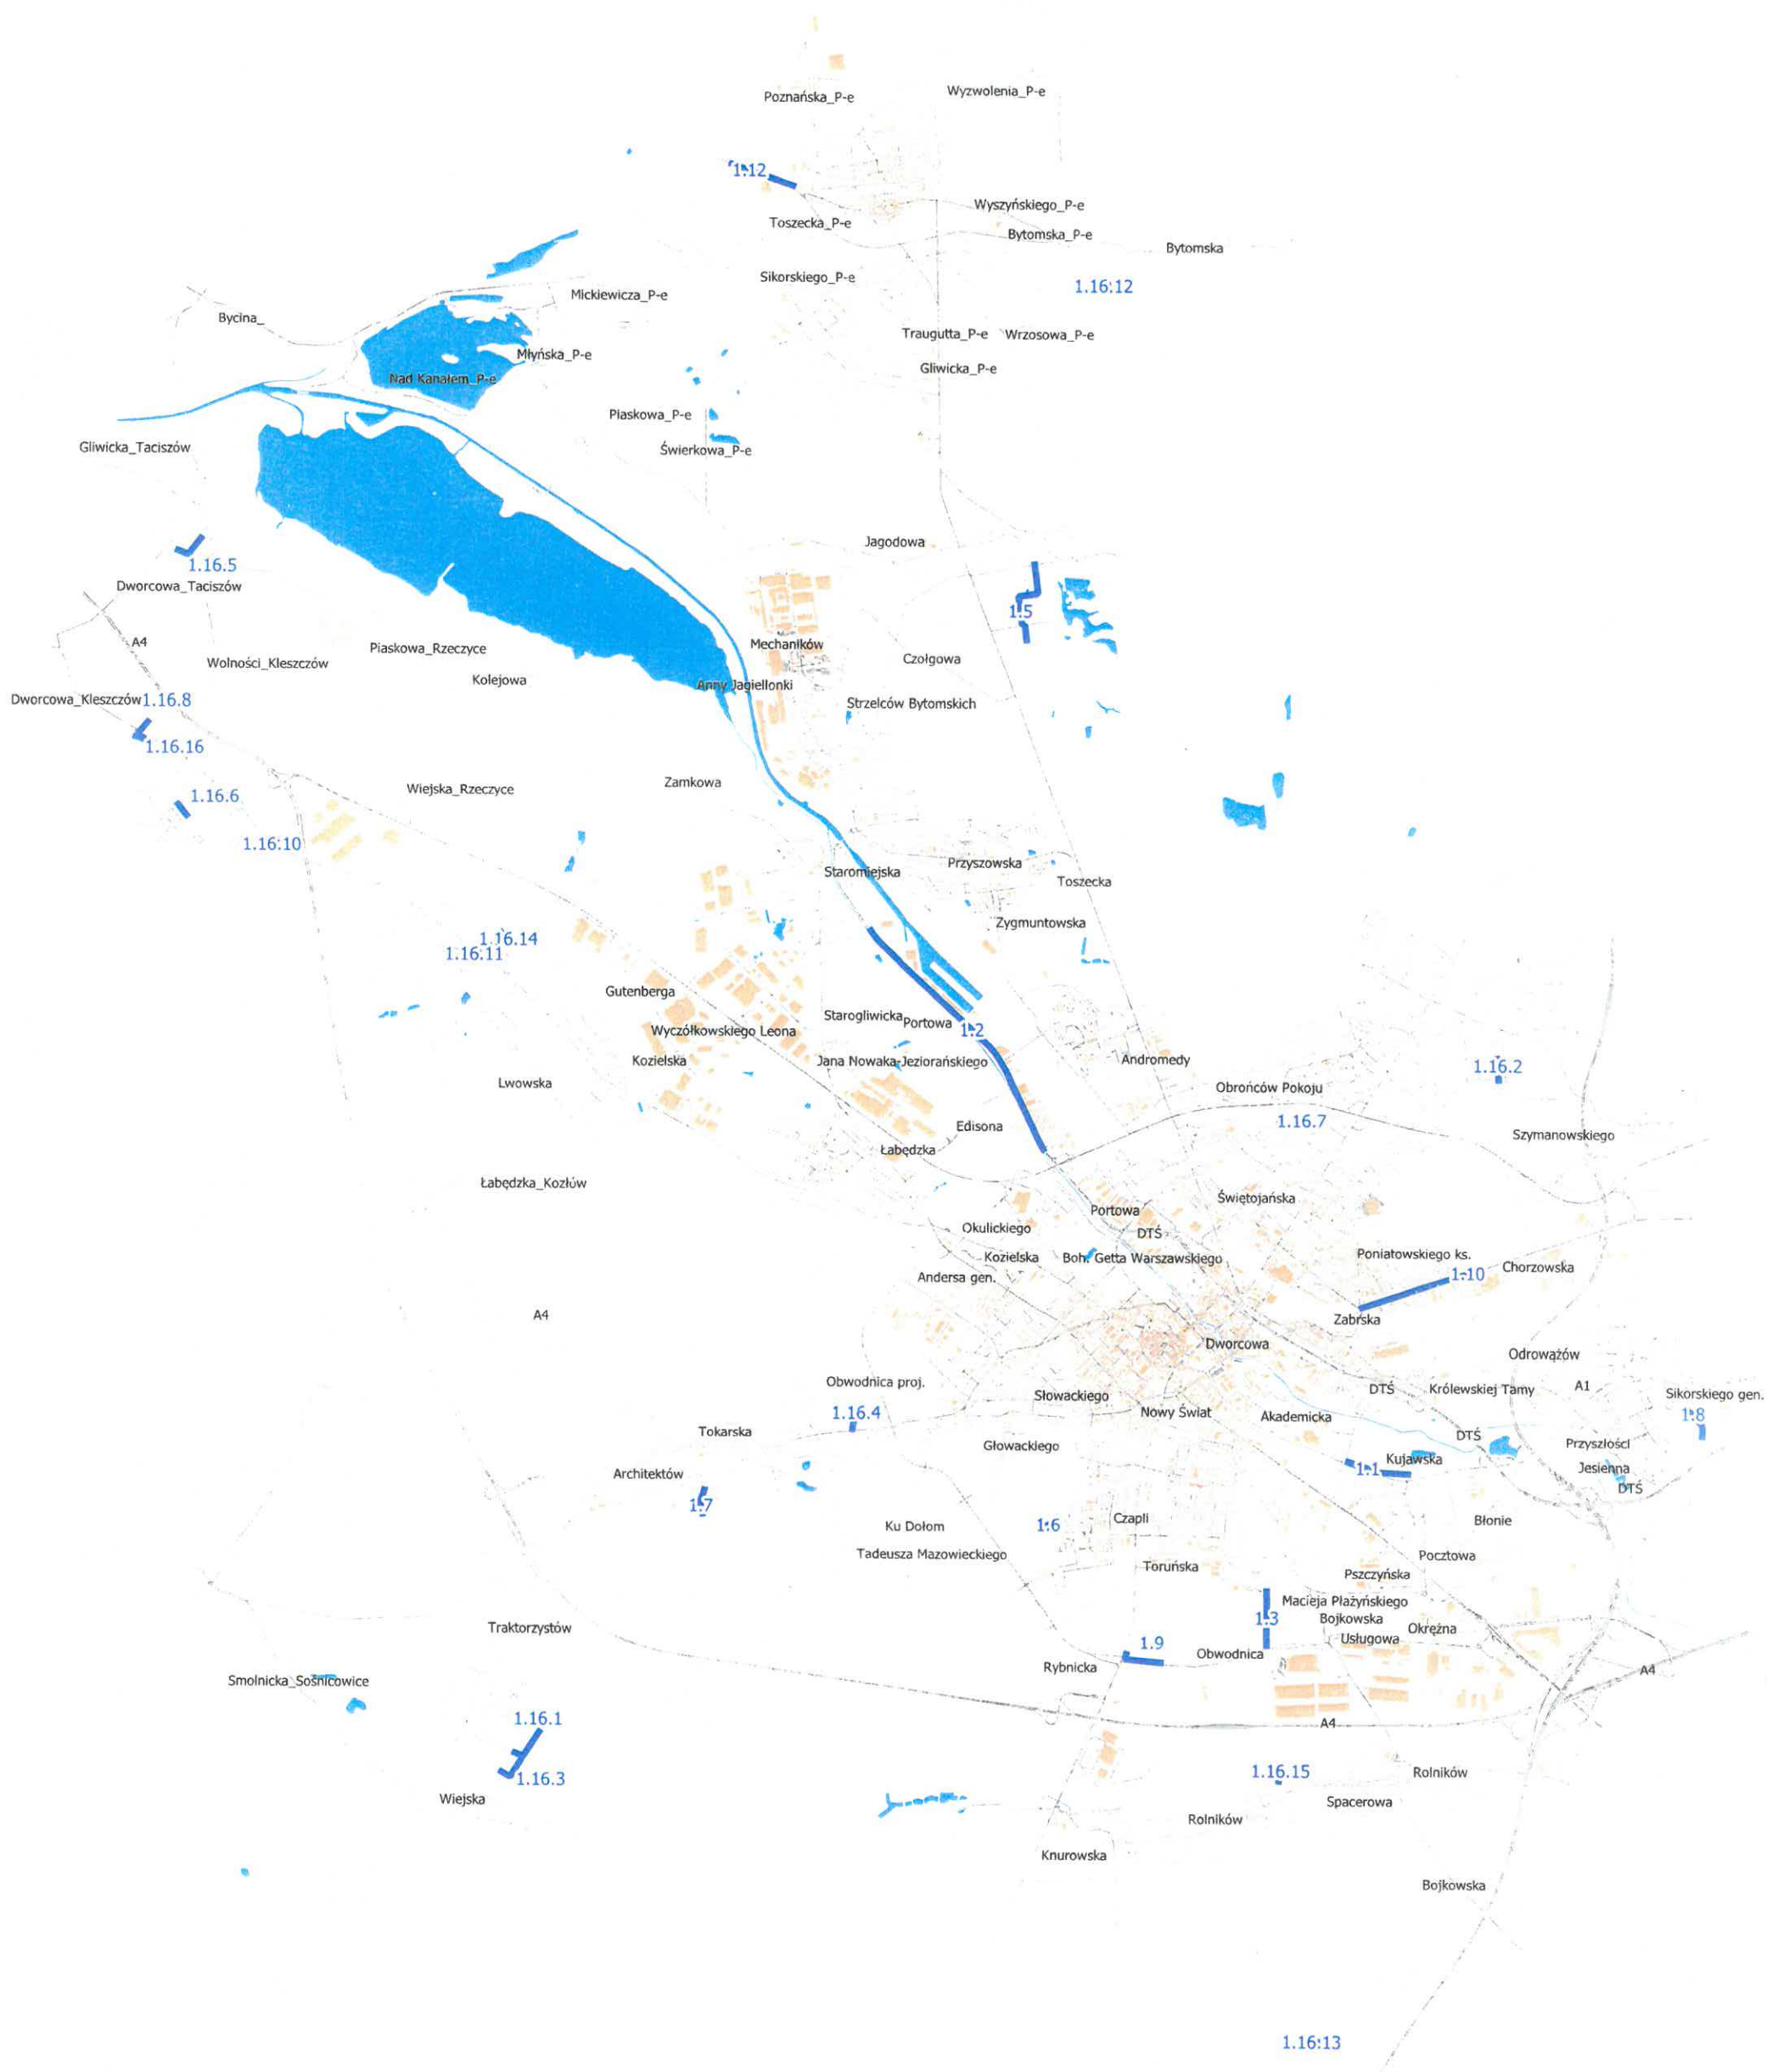 Poznańska_P-e
Wyzwolenia_P-e
1.12
Wyszyńskiego_P-e
Toszecka_P-e
Bytomska_P-e
Bytomska
Sikorskiego_P-e
1.16:12
Mickiewicza_P-e
Bycina_
Traugutta_P-e
Wrzosowa_P-e
Młyńska_P-e
Gliwicka_P-e
Nad Kanałem_P-e
Piaskowa_P-e
Gliwicka_Taciszów
Świerkowa_P-e
Jagodowa
1.16.5
Dworcowa_Taciszów
1.5
A4
Mechaników
Piaskowa_Rzeczyce
Czołgowa
Wolności_Kleszczów
Kolejowa
Anny Jagiellonki
Dworcowa_Kleszczów
1.16.8
Strzelców Bytomskich
1.16.16
Zamkowa
Wiejska_Rzeczyce
1.16.6
1.16:10
Przyszowska
Staromiejska
Toszecka
Zygmuntowska
1.16.14
1.16:11
Gutenberga
Starogliwicka
Portowa
1.2
Wyczółkowskiego Leona
Kozielska
Jana Nowaka-Jeziorańskiego
Andromedy
1.16.2
Lwowska
Obrońców Pokoju
1.16.7
Edisona
Szymanowskiego
Łabędzka
Łabędzka_Kozłów
Świętojańska
Portowa
Okulickiego
DTŚ
Kozielska
Boh. Getta Warszawskiego
Poniatowskiego ks.
Chorzowska
1-10
Andersa gen.
A4
Zabrska
Dworcowa
Odrowążów
Obwodnica proj.
DTŚ
Królewskiej Tamy
A1
Sikorskiego gen.
Słowackiego
1.16.4
Nowy Świat
Akademicka
1.8
Tokarska
DTŚ
Głowackiego
Przyszłości
Kujawska
1.1
Jesienna
Architektów
DTŚ
1.7
Ku Dołom
1:6
Czapli
Błonie
Tadeusza Mazowieckiego
Pocztowa
Toruńska
Pszczyńska
Macieja Płażyńskiego
1.3
Bojkowska
Traktorzystów
Okrężna
Usługowa
1.9
Obwodnica
Rybnicka
A4
Smolnicka_Sośnicowice
1.16.1
A4
1.16.3
1.16.15
Rolników
Wiejska
Spacerowa
Rolników
Knurowska
Bojkowska
1.16:13